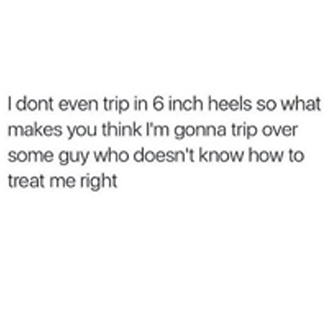 I dont even trip in 6 inch heels so what
makes you think I'm gonna trip over
some guy who doesn't know how to
treat me right